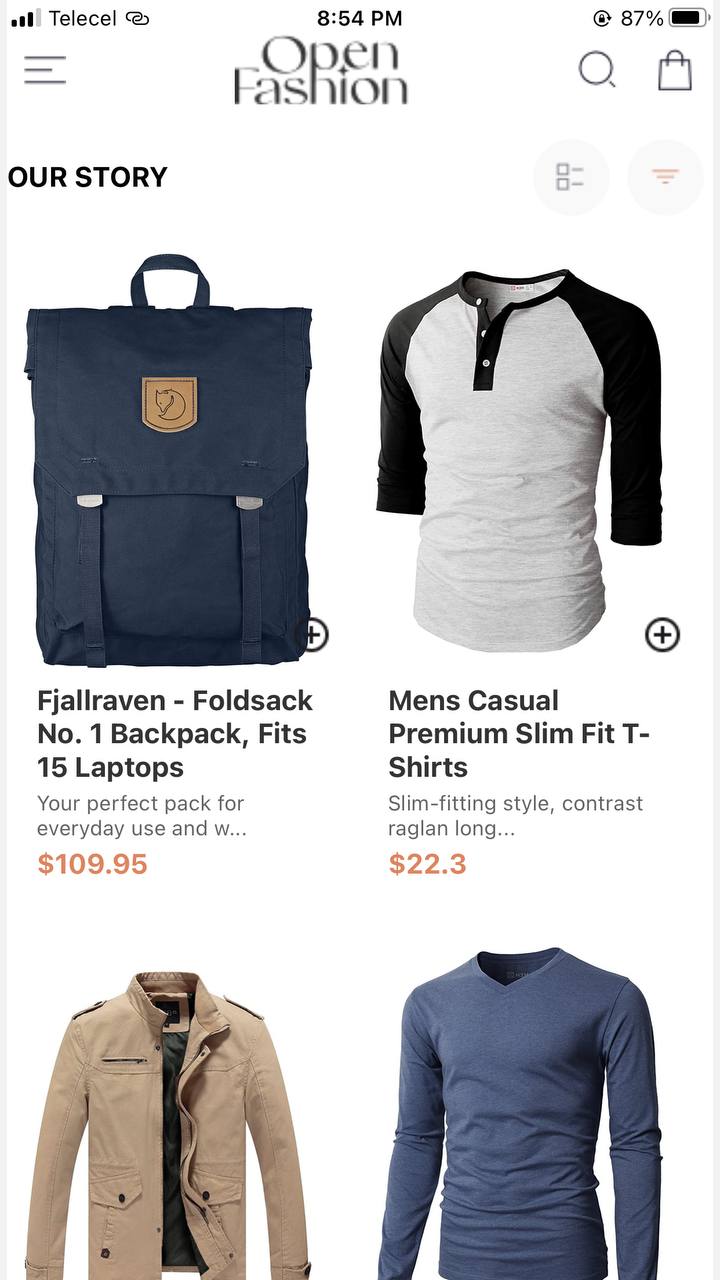 Telecel 8:54 PM 87%
Open
Fashion
OUR STORY
Fjallraven - Foldsack
No. 1 Backpack, Fits
15 Laptops
Your perfect pack for
everyday use and w...
$109.95
Mens Casual
Premium Slim Fit T-
Shirts
Slim-fitting style, contrast
raglan long...
$22.3